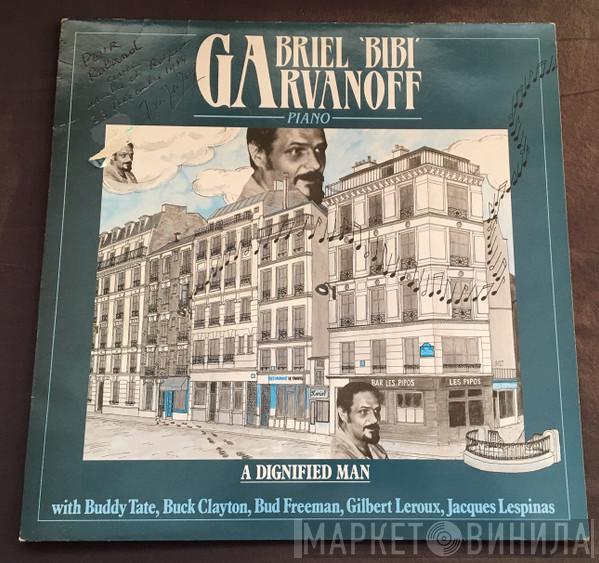 GABRIEL 'BIBI'
GARVANOFF
PIANO
Pour
BAR LES PIPOS
LES PIPOS
A DIGNIFIED MAN
with Buddy Tate, Buck Clayton, Bud Freeman, Gilbert Leroux, Jacques Lespinas
МАРКЕТ ВИНИЛА